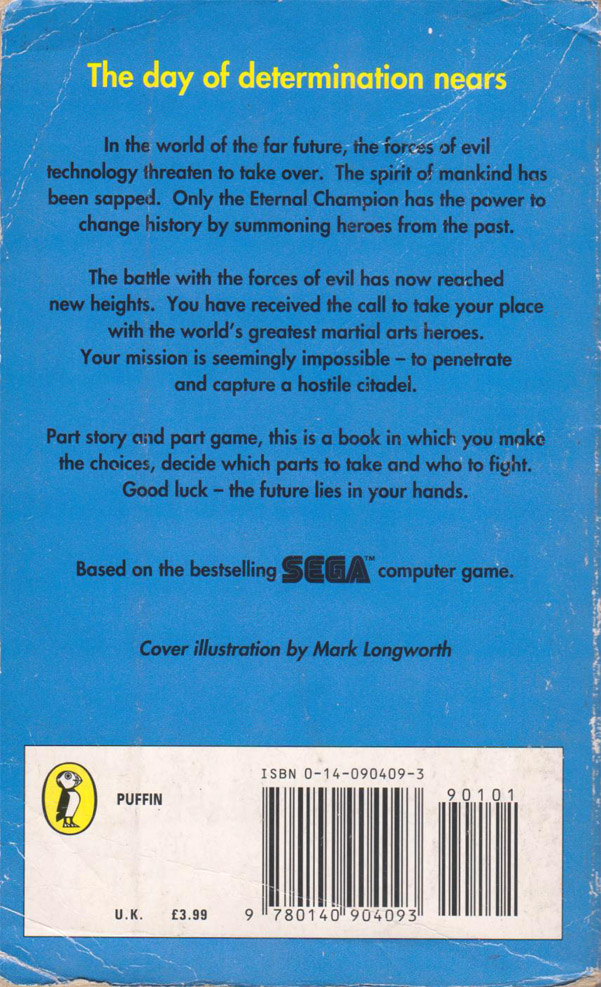 The day of determination nears
In the world of the far future, the forces of evil
technology threaten to take over. The spirit of mankind has
been sapped. Only the Eternal Champion has the power to
change history by summoning heroes from the past.
The battle with the forces of evil has now reached
new heights. You have received the call to take your place
with the world's greatest martial arts heroes.
Your mission is seemingly impossible – to penetrate
and capture a hostile citadel.
Part story and part game, this is a book in which you make
the choices, decide which parts to take and who to fight.
Good luck – the future lies in your hands.
Based on the bestselling SEGA™ computer game.
Cover illustration by Mark Longworth
ISBN 0-14-090409-3
90101
PUFFIN
U.K. £3.99
9 780140 904093